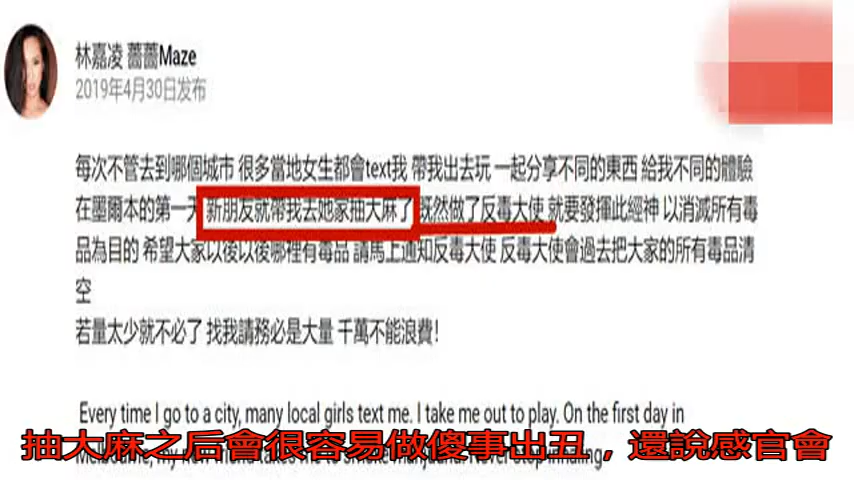 林嘉凌 薔薔Maze
2019年4月30日发布
每次不管去到哪個城市 很多當地女生都會text我 帶我出去玩 一起分享不同的東西 給我不同的體驗
在墨爾本的第一天 新朋友就帶我去她家抽大麻了 既然做了反毒大使 就要發揮此經神 以消滅所有毒
品為目的 希望大家以後以後哪裡有毒品 請馬上通知反毒大使 反毒大使會過去把大家的所有毒品清
空
若量太少就不必了 找我請務必是大量 千萬不能浪費！
Every time I go to a city, many local girls text me. I take me out to play. On the first day in
抽大麻之后會很容易做傻事出丑，還說感官會